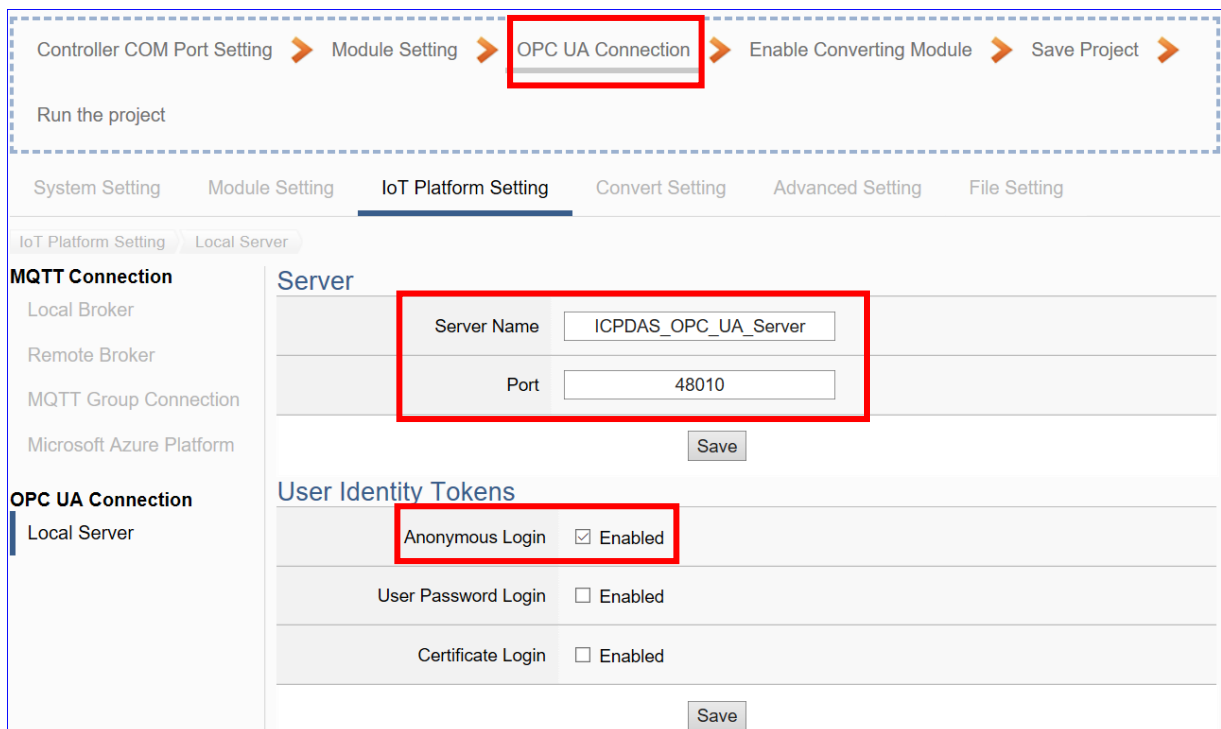 Controller COM Port Setting Module Setting OPC UA Connection Enable Converting Module Save Project
Run the project
System Setting Module Setting IoT Platform Setting Convert Setting Advanced Setting File Setting
IoT Platform Setting Local Server
MQTT Connection
Local Broker
Remote Broker
MQTT Group Connection
Microsoft Azure Platform
OPC UA Connection
Local Server
Server
Server Name ICPDAS_OPC_UA_Server
Port 48010
Save
User Identity Tokens
Anonymous Login Enabled
User Password Login Enabled
Certificate Login Enabled
Save